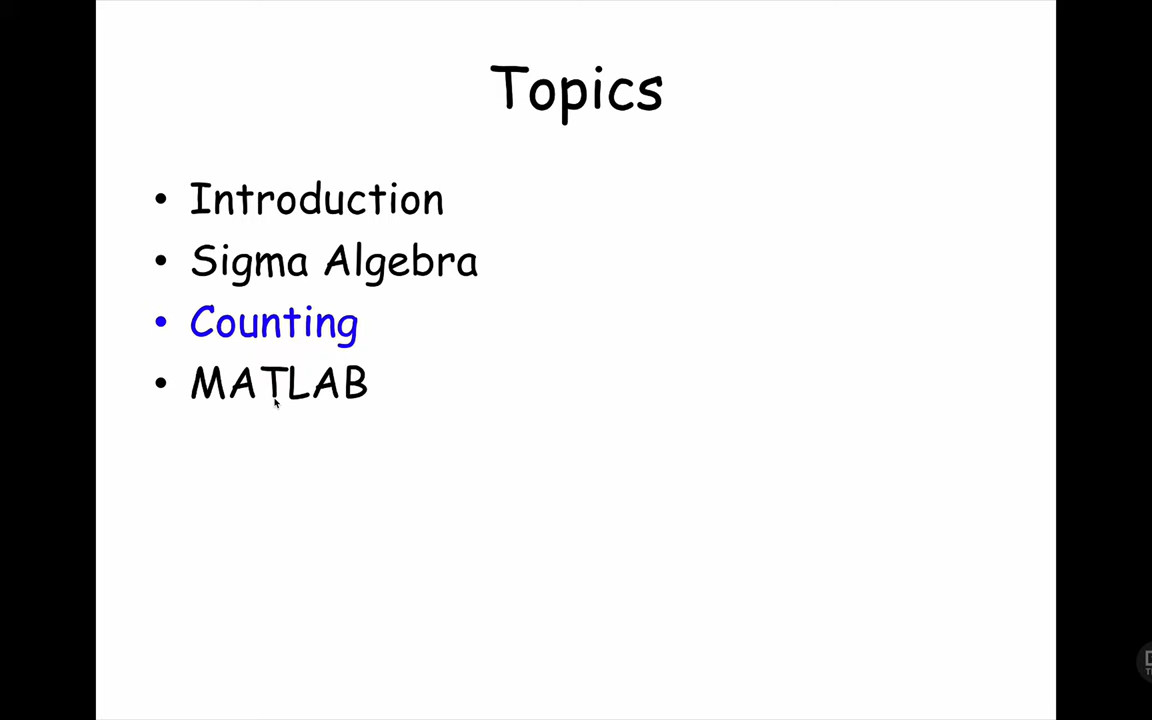 Topics
• Introduction
• Sigma Algebra
• Counting
• MATLAB